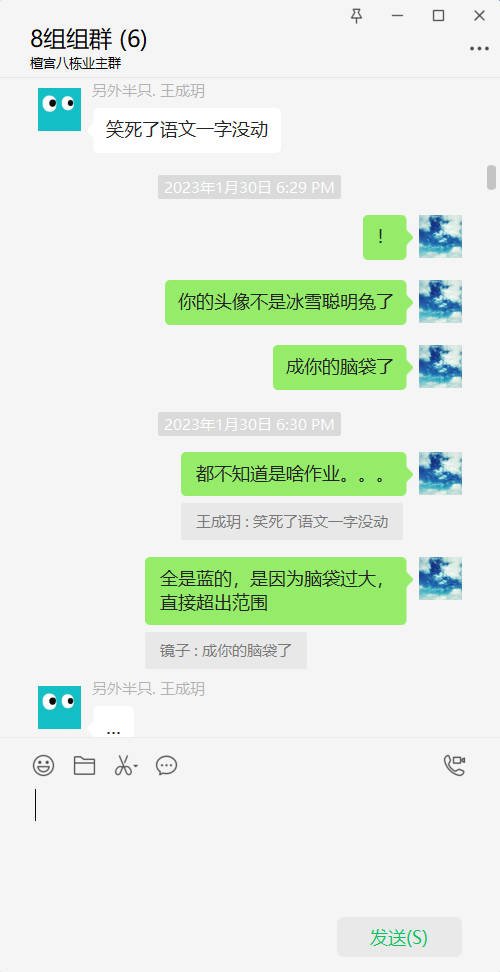 8组组群 (6)
檀宫八栋业主群
另外半只. 王成玥
笑死了语文一字没动
2023年1月30日 6:29 PM
！
你的头像不是冰雪聪明兔了
成你的脑袋了
2023年1月30日 6:30 PM
都不知道是啥作业。。。
王成玥 : 笑死了语文一字没动
全是蓝的，是因为脑袋过大，
直接超出范围
镜子 : 成你的脑袋了
另外半只. 王成玥
...
发送(S)